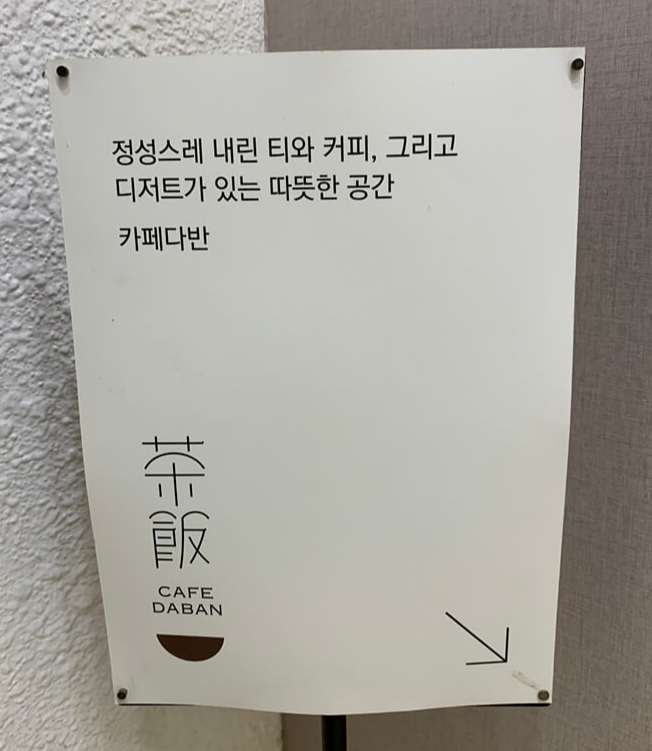 정성스레 내린 티와 커피, 그리고
디저트가 있는 따뜻한 공간
카페다반
茶
飯
CAFE
DABAN